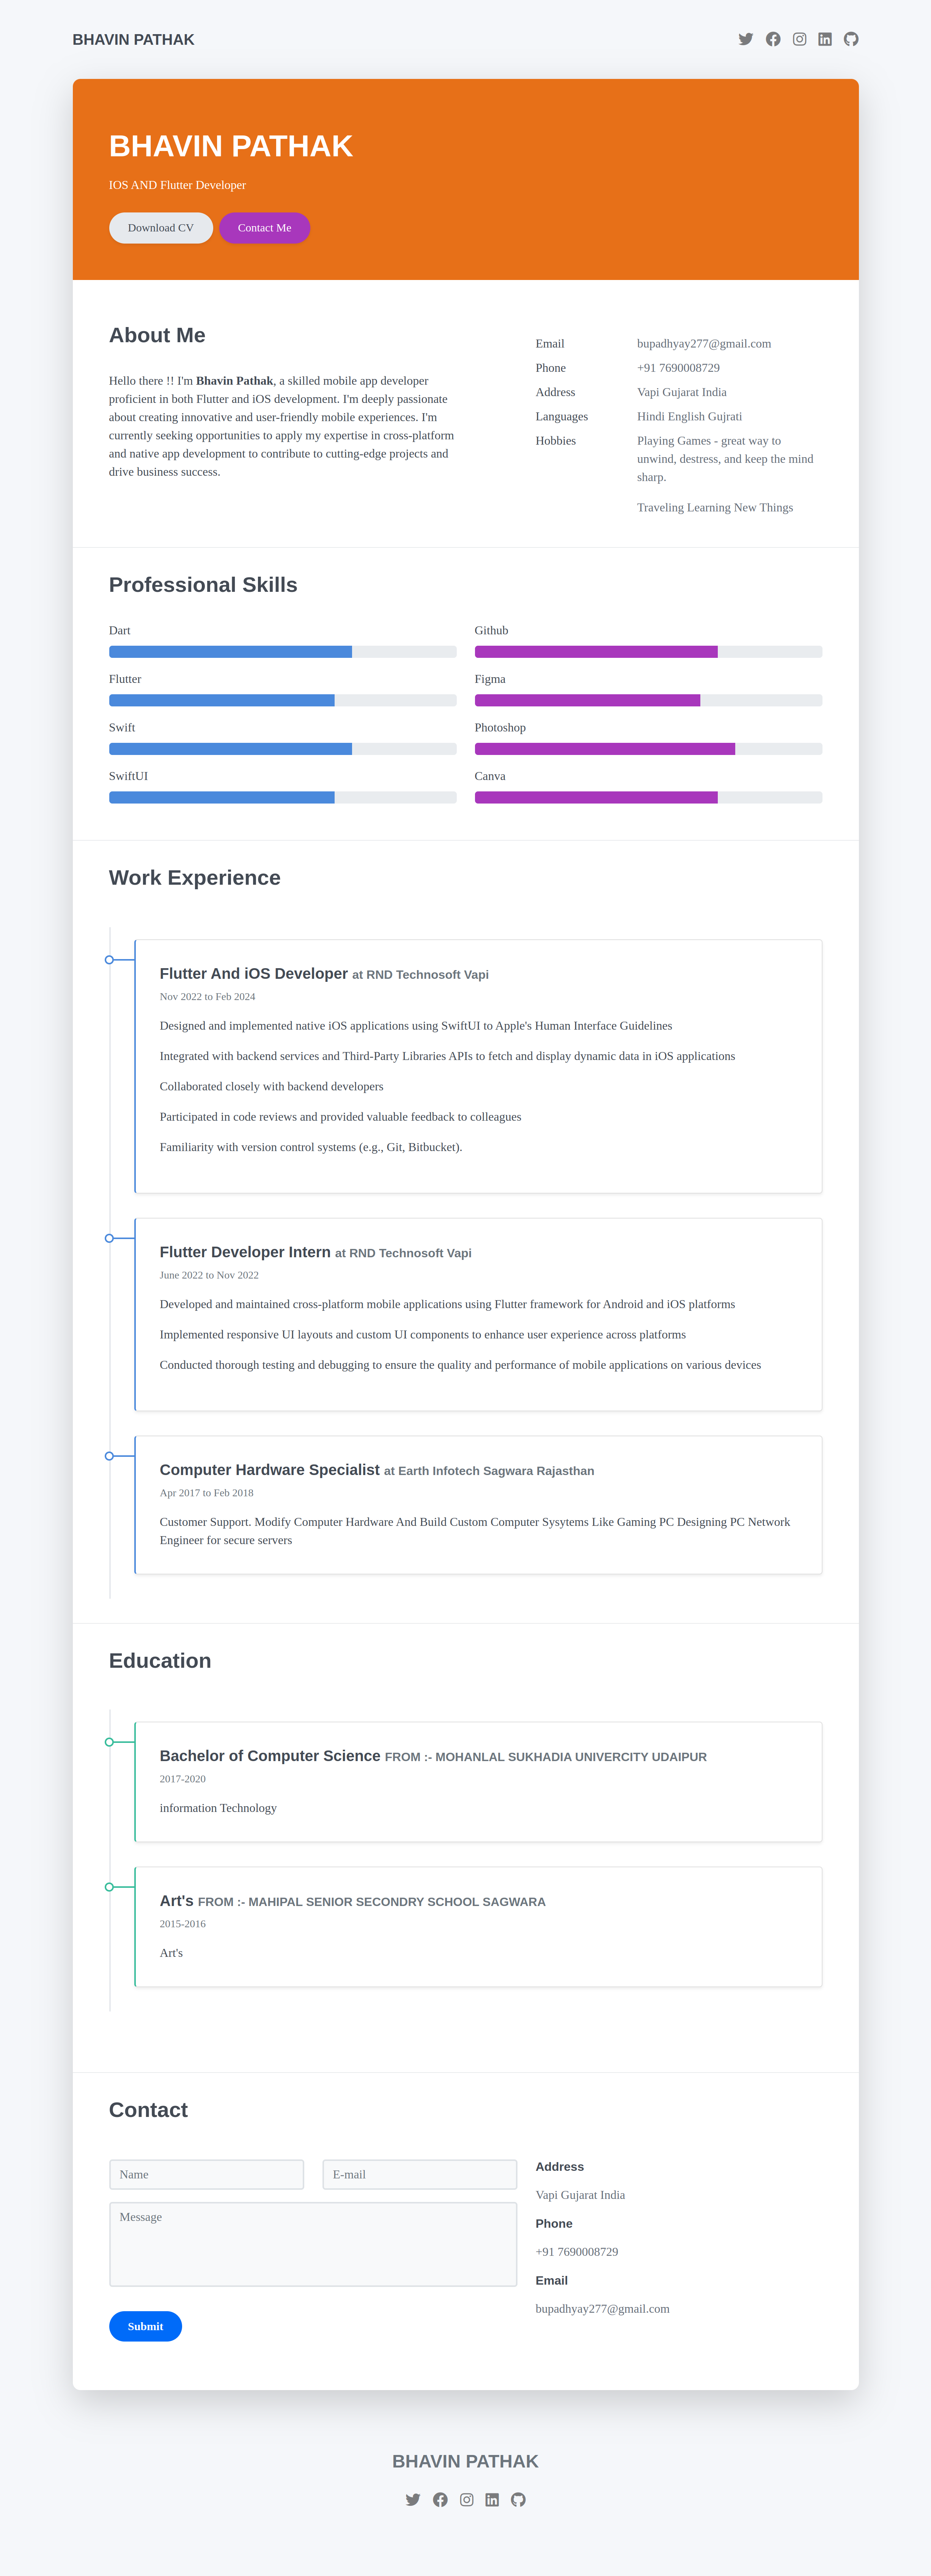 BHAVIN PATHAK
BHAVIN PATHAK
IOS AND Flutter Developer
Download CV
Contact Me
About Me
Hello there !! I'm Bhavin Pathak, a skilled mobile app developer
proficient in both Flutter and iOS development. I'm deeply passionate
about creating innovative and user-friendly mobile experiences. I'm
currently seeking opportunities to apply my expertise in cross-platform
and native app development to contribute to cutting-edge projects and
drive business success.
Email bupadhyay277@gmail.com
Phone +91 7690008729
Address Vapi Gujarat India
Languages Hindi English Gujrati
Hobbies Playing Games - great way to
unwind, destress, and keep the mind
sharp.
Traveling Learning New Things
Professional Skills
Dart
Flutter
Swift
SwiftUI
Github
Figma
Photoshop
Canva
Work Experience
Flutter And iOS Developer at RND Technosoft Vapi
Nov 2022 to Feb 2024
Designed and implemented native iOS applications using SwiftUI to Apple's Human Interface Guidelines
Integrated with backend services and Third-Party Libraries APIs to fetch and display dynamic data in iOS applications
Collaborated closely with backend developers
Participated in code reviews and provided valuable feedback to colleagues
Familiarity with version control systems (e.g., Git, Bitbucket).
Flutter Developer Intern at RND Technosoft Vapi
June 2022 to Nov 2022
Developed and maintained cross-platform mobile applications using Flutter framework for Android and iOS platforms
Implemented responsive UI layouts and custom UI components to enhance user experience across platforms
Conducted thorough testing and debugging to ensure the quality and performance of mobile applications on various devices
Computer Hardware Specialist at Earth Infotech Sagwara Rajasthan
Apr 2017 to Feb 2018
Customer Support. Modify Computer Hardware And Build Custom Computer Sysytems Like Gaming PC Designing PC Network
Engineer for secure servers
Education
Bachelor of Computer Science FROM :- MOHANLAL SUKHADIA UNIVERCITY UDAIPUR
2017-2020
information Technology
Art's FROM :- MAHIPAL SENIOR SECONDRY SCHOOL SAGWARA
2015-2016
Art's
Contact
Name
E-mail
Message
Submit
Address
Vapi Gujarat India
Phone
+91 7690008729
Email
bupadhyay277@gmail.com
BHAVIN PATHAK